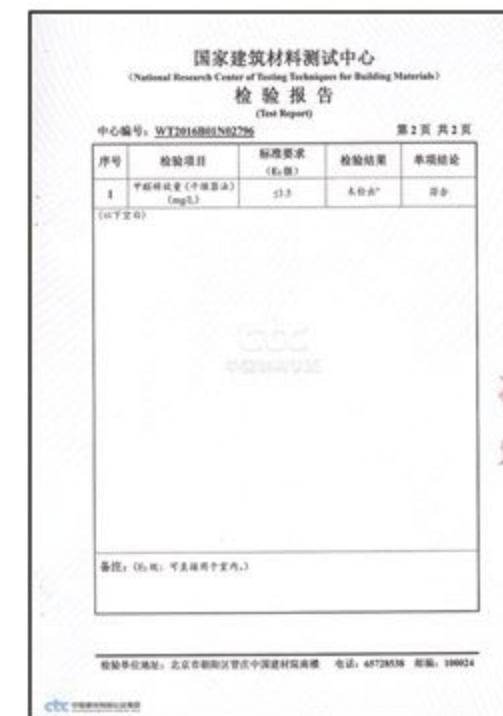 国家建筑材料测试中心
(National Research Center of Testing Techniques for Building Materials)
检 验 报 告
(Test Report)
中心编号：WT2016B01N02796 第 2 页 共 2 页
序号 检验项目 标准要求 (E₁级) 检验结果 单项结论
1 甲醛释放量(干燥器法) (mg/L) ≤1.5 未检出 符合
(以下空白)
ctc
备注：(E₁级：可直接用于室内。)
检验单位地址：北京市朝阳区管庄中国建材院南楼 电话：65728538 邮编：100024
ctc